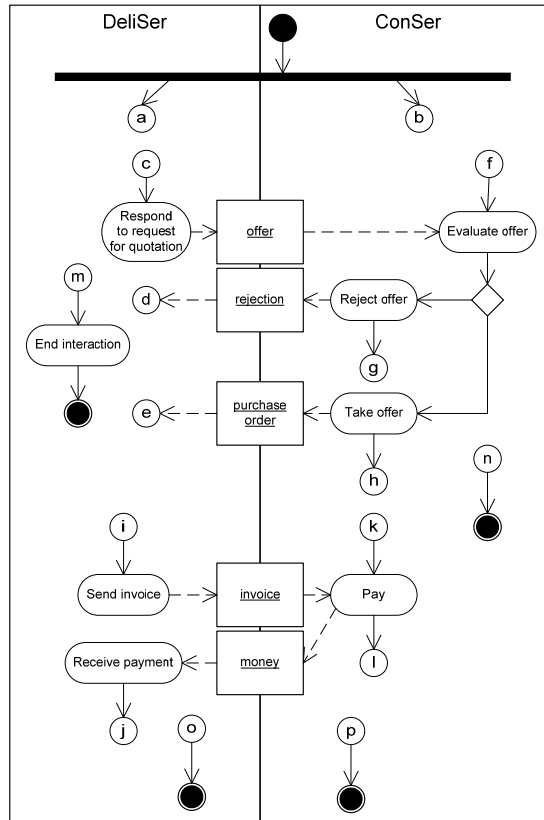 DeliSer
ConSer
a
b
c
f
Respond
to request
for quotation
offer
Evaluate offer
m
d
rejection
Reject offer
End interaction
g
e
purchase
order
Take offer
n
h
i
k
Send invoice
invoice
Pay
Receive payment
money
l
j
o
p